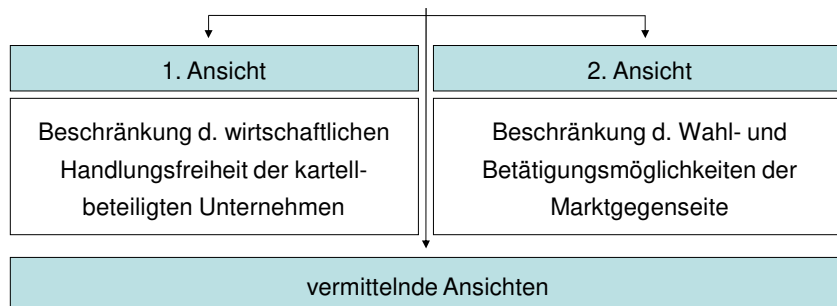 1. Ansicht
Beschränkung d. wirtschaftlichen
Handlungsfreiheit der kartell-
beteiligten Unternehmen
2. Ansicht
Beschränkung d. Wahl- und
Betätigungsmöglichkeiten der
Marktgegenseite
vermittelnde Ansichten